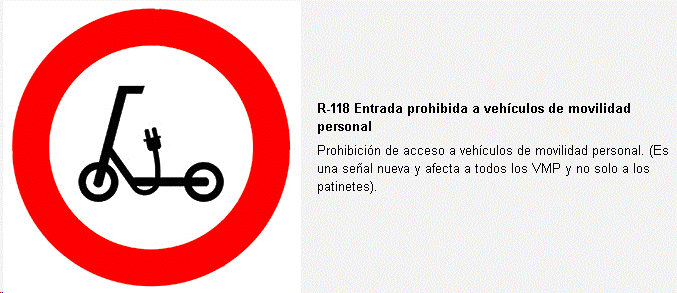 R-118 Entrada prohibida a vehículos de movilidad
personal
Prohibición de acceso a vehículos de movilidad personal. (Es
una señal nueva y afecta a todos los VMP y no solo a los
patinetes).